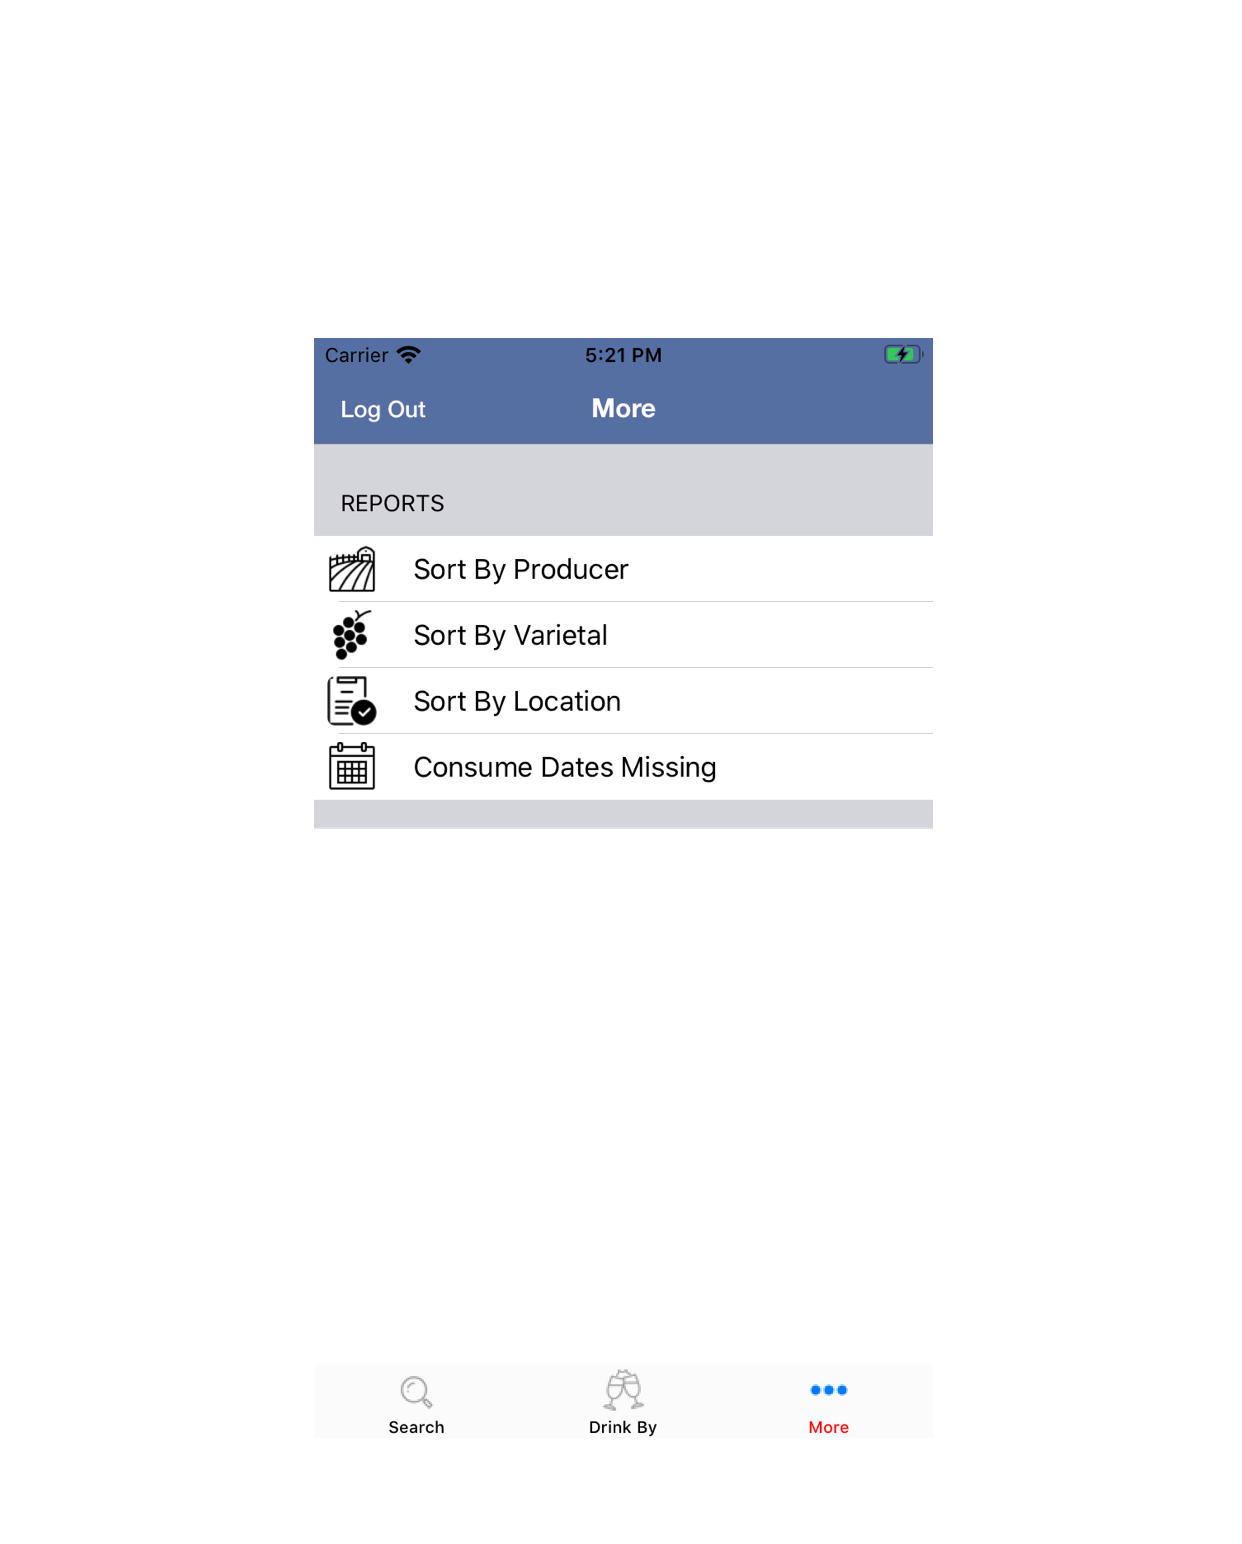 Carrier 5:21 PM
Log Out More
REPORTS
Sort By Producer
Sort By Varietal
Sort By Location
Consume Dates Missing
Search Drink By More